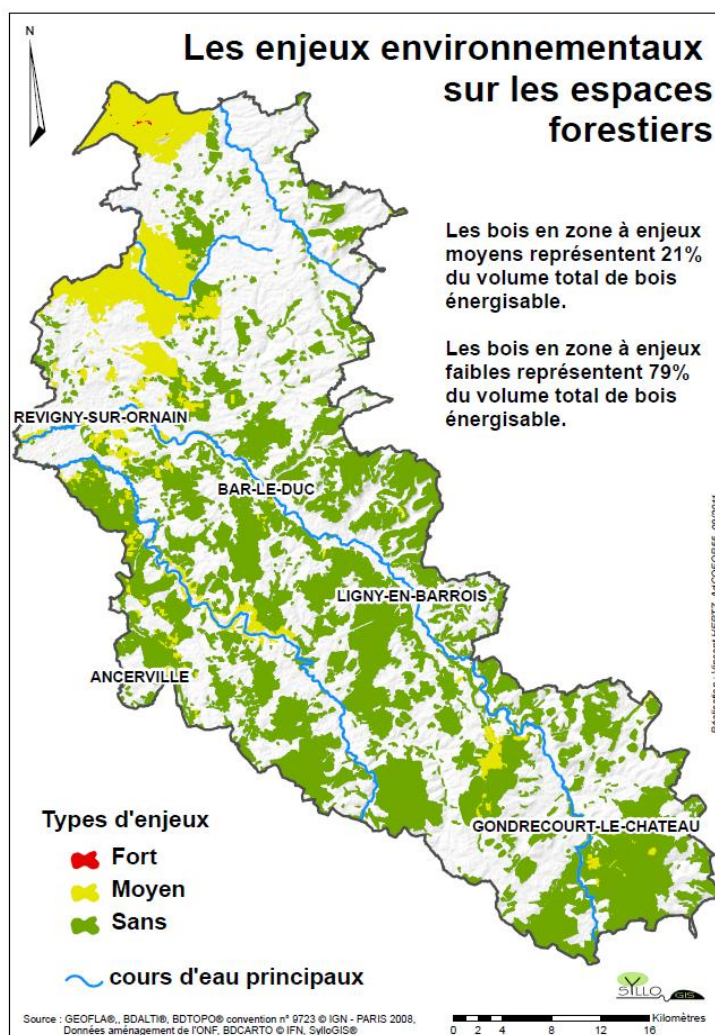 N
Les enjeux environnementaux
sur les espaces
forestiers
Les bois en zone à enjeux
moyens représentent 21%
du volume total de bois
énergisable.
Les bois en zone à enjeux
faibles représentent 79%
du volume total de bois
énergisable.
REVIGNY-SUR-ORNAIN
BAR-LE-DUC
LIGNY-EN-BARROIS
ANCERVILLE
GONDRECOURT-LE-CHATEAU
Types d'enjeux
Fort
Moyen
Sans
cours d'eau principaux
SYLLO GIS
Source : GEOFLA®,, BDALTI®, BDTOPO® convention n° 9723 © IGN - PARIS 2008,
Données aménagement de l'ONF, BDCARTO © IFN, SylloGIS®
Kilomètres
0 2 4 8 12 16